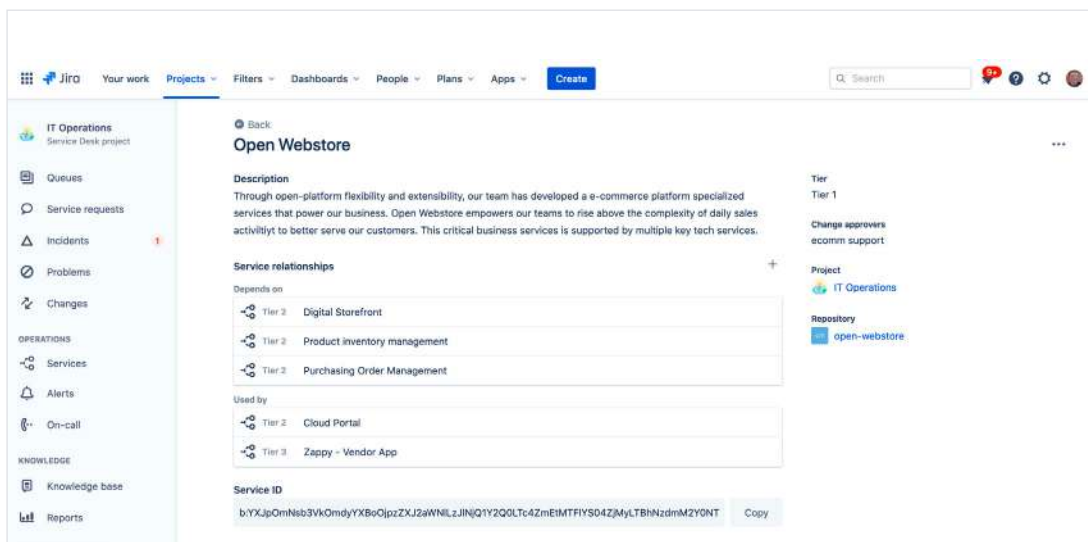 Jira Your work Projects Filters Dashboards People Plans Apps Create Search 9+
IT Operations
Service Desk project
Queues
Service requests
Incidents 1
Problems
Changes
OPERATIONS
Services
Alerts
On-call
KNOWLEDGE
Knowledge base
Reports
Back
Open Webstore
Description
Through open-platform flexibility and extensibility, our team has developed a e-commerce platform specialized
services that power our business. Open Webstore empowers our teams to rise above the complexity of daily sales
activiltiyt to better serve our customers. This critical business services is supported by multiple key tech services.
Service relationships
Depends on
Tier 2 Digital Storefront
Tier 2 Product inventory management
Tier 2 Purchasing Order Management
Used by
Tier 2 Cloud Portal
Tier 3 Zappy - Vendor App
Service ID
Copy
Tier
Tier 1
Change approvers
ecomm support
Project
IT Operations
Repository
open-webstore